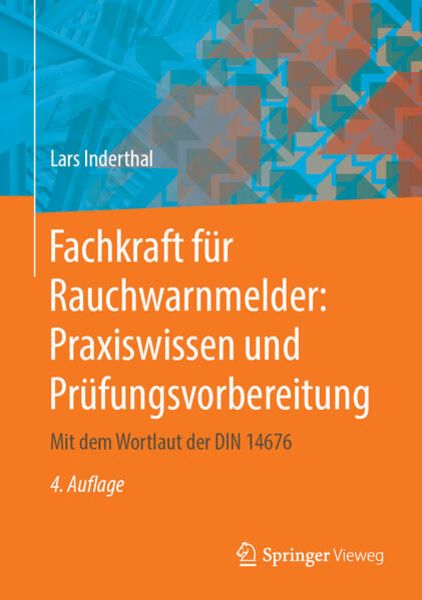 Lars Inderthal
Fachkraft für
Rauchwarnmelder:
Praxiswissen und
Prüfungsvorbereitung
Mit dem Wortlaut der DIN 14676
4. Auflage
Springer Vieweg